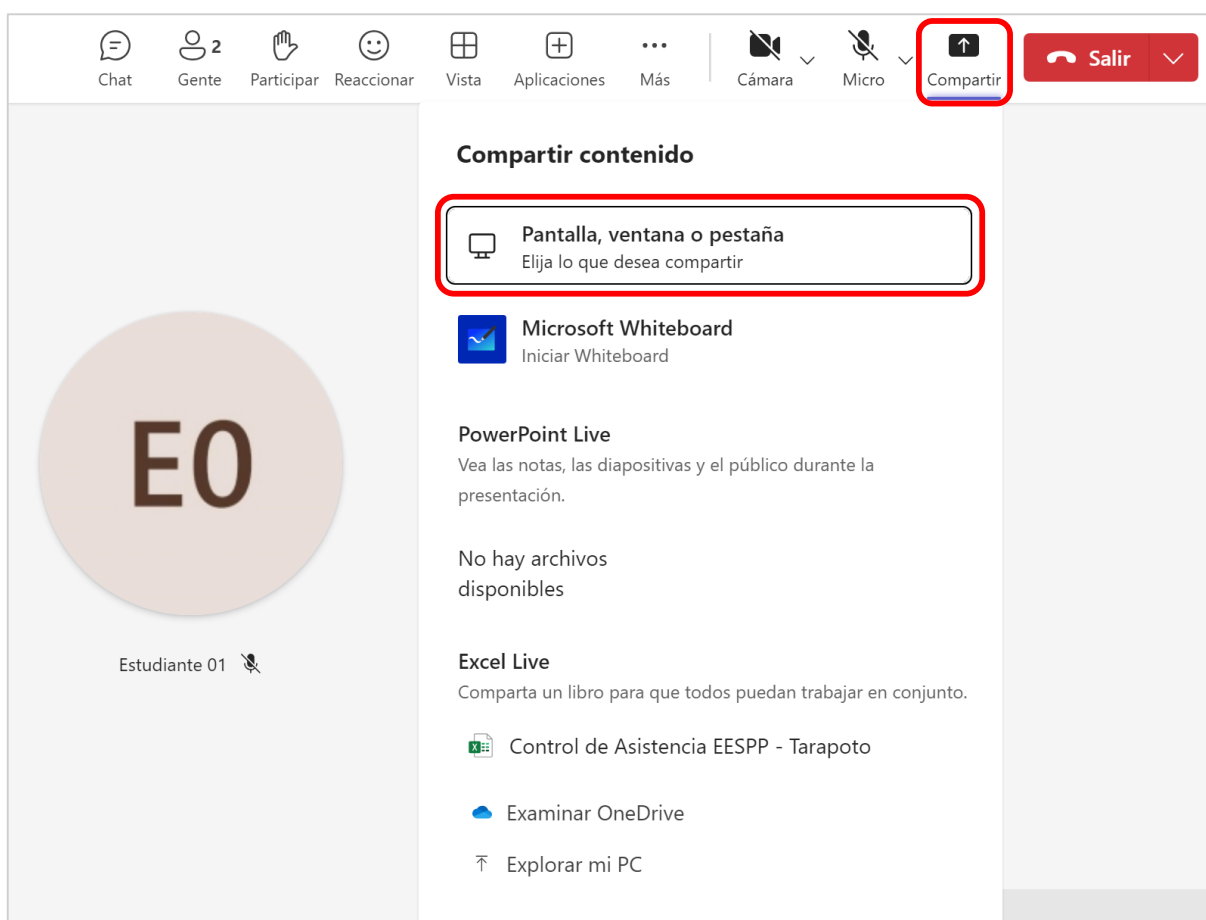 2
Chat Gente Participar Reaccionar Vista Aplicaciones Más Cámara Micro Compartir Salir
Compartir contenido
Pantalla, ventana o pestaña
Elija lo que desea compartir
Microsoft Whiteboard
Iniciar Whiteboard
E0
PowerPoint Live
Vea las notas, las diapositivas y el público durante la
presentación.
No hay archivos
disponibles
Estudiante 01
Excel Live
Comparta un libro para que todos puedan trabajar en conjunto.
Control de Asistencia EESPP - Tarapoto
Examinar OneDrive
Explorar mi PC